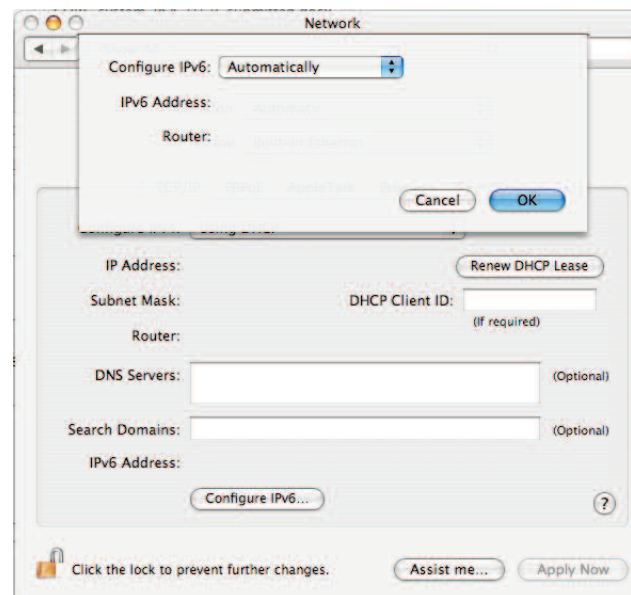 Network
Configure IPv6: Automatically
IPv6 Address:
Router:
Cancel OK
IP Address: Renew DHCP Lease
Subnet Mask: DHCP Client ID:
(If required)
Router:
DNS Servers: (Optional)
Search Domains: (Optional)
IPv6 Address:
Configure IPv6...
?
Click the lock to prevent further changes. Assist me... Apply Now